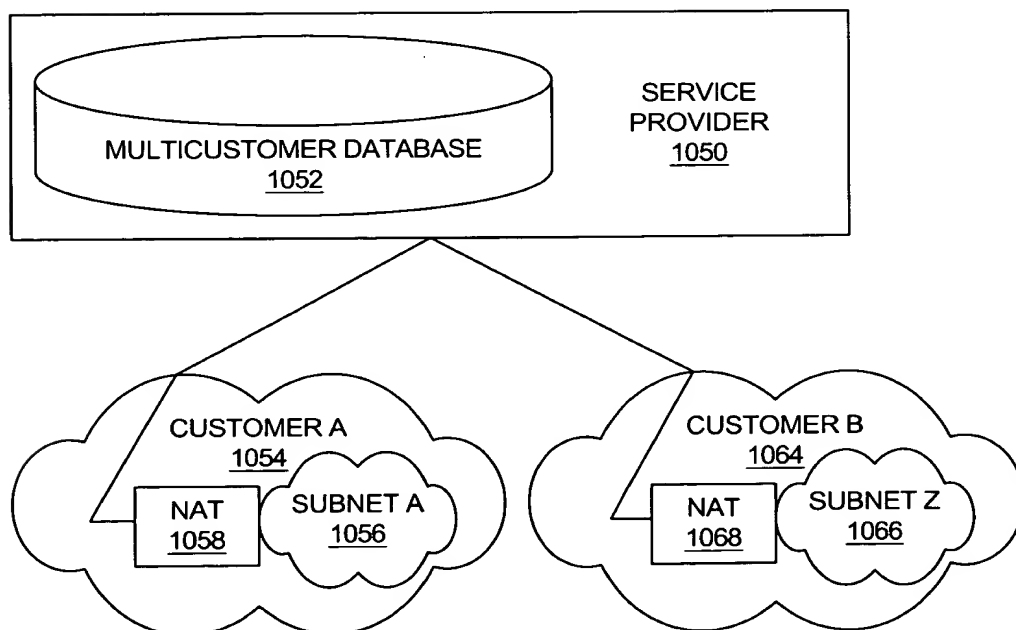 SERVICE
PROVIDER
1050
MULTICUSTOMER DATABASE
1052
CUSTOMER A
1054
NAT
1058
SUBNET A
1056
CUSTOMER B
1064
NAT
1068
SUBNET Z
1066